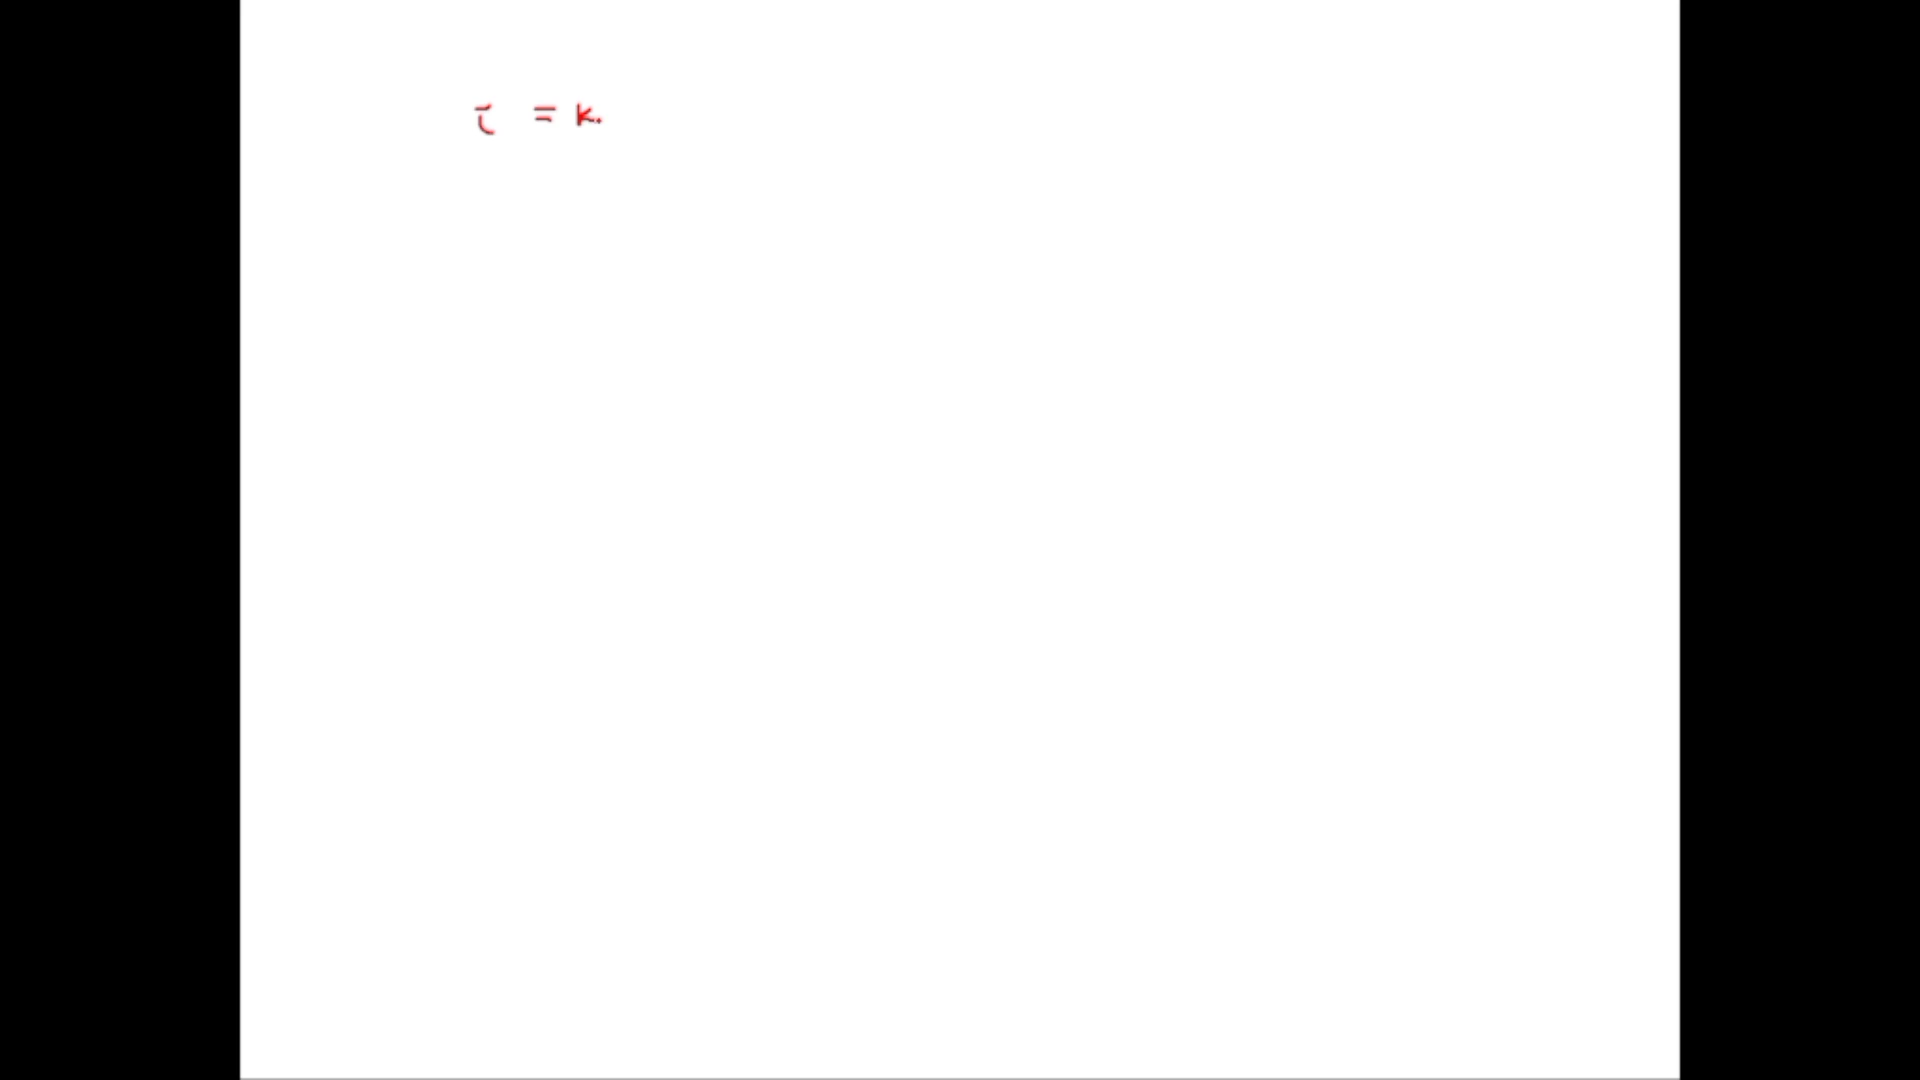 τ = k.